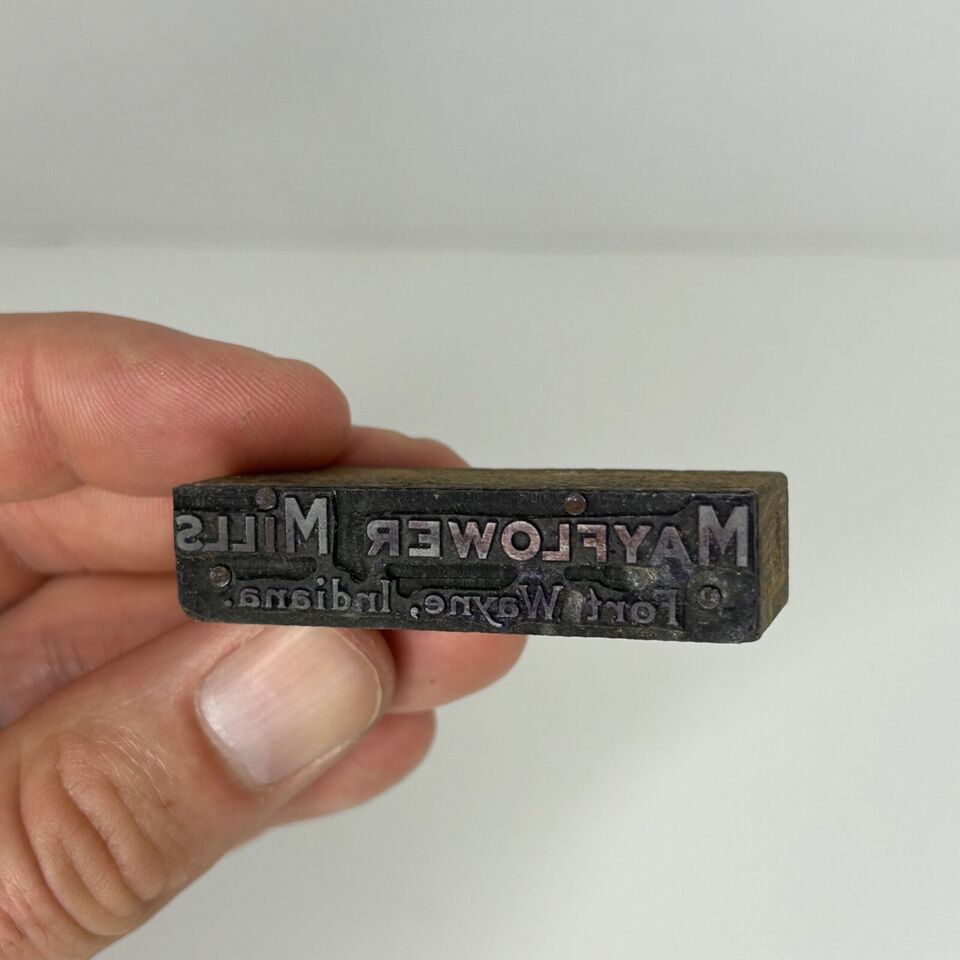 MAYFLOWER MILLS
Fort Wayne, Indiana.